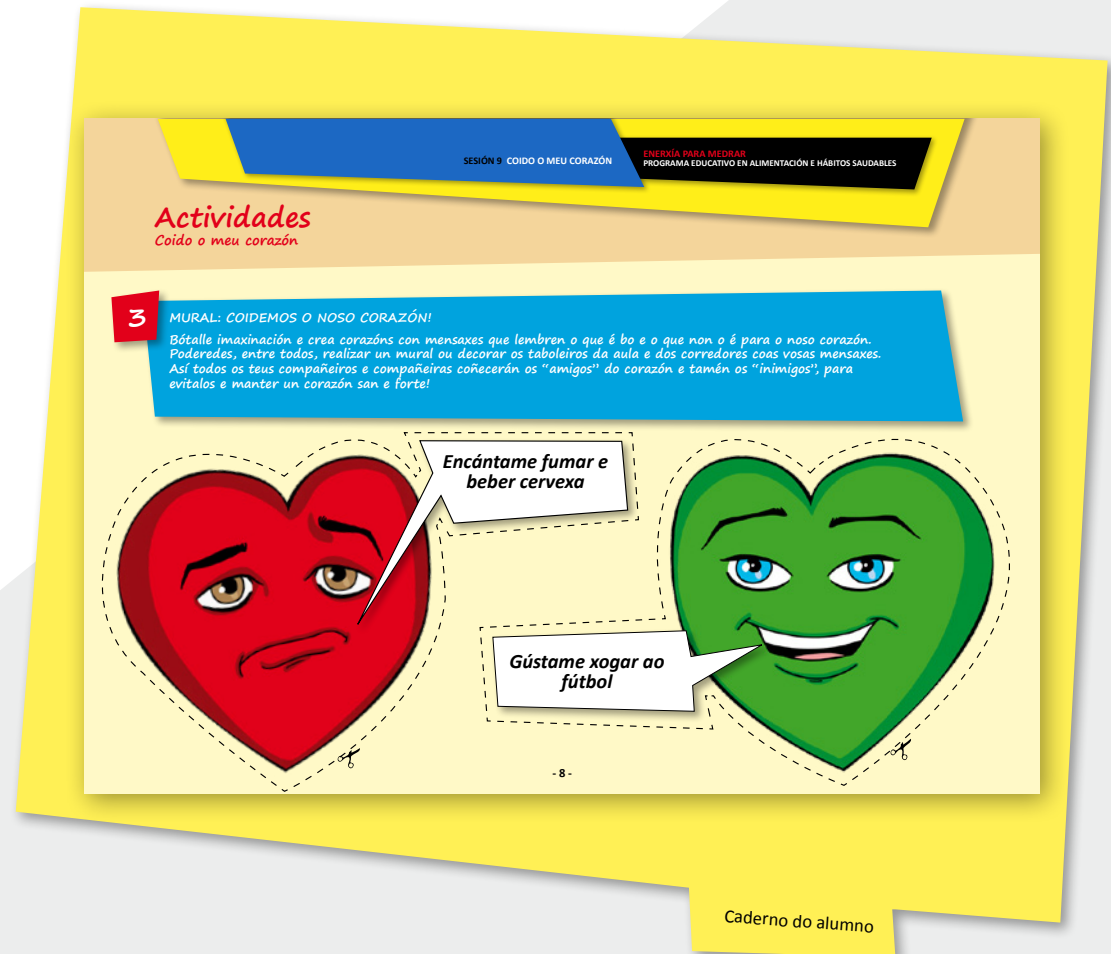 SESIÓN 9 COIDO O MEU CORAZÓN
ENERXÍA PARA MEDRAR
PROGRAMA EDUCATIVO EN ALIMENTACIÓN E HÁBITOS SAUDABLES
Actividades
Coido o meu corazón
3
MURAL: COIDEMOS O NOSO CORAZÓN!
Bótalle imaxinación e crea corazóns con mensaxes que lembren o que é bo e o que non o é para o noso corazón.
Poderedes, entre todos, realizar un mural ou decorar os taboleiros da aula e dos corredores coas vosas mensaxes.
Así todos os teus compañeiros e compañeiras coñecerán os “amigos” do corazón e tamén os “inimigos”, para
evitalos e manter un corazón san e forte!
Encántame fumar e
beber cervexa
Gústame xogar ao
fútbol
- 8 -
Caderno do alumno